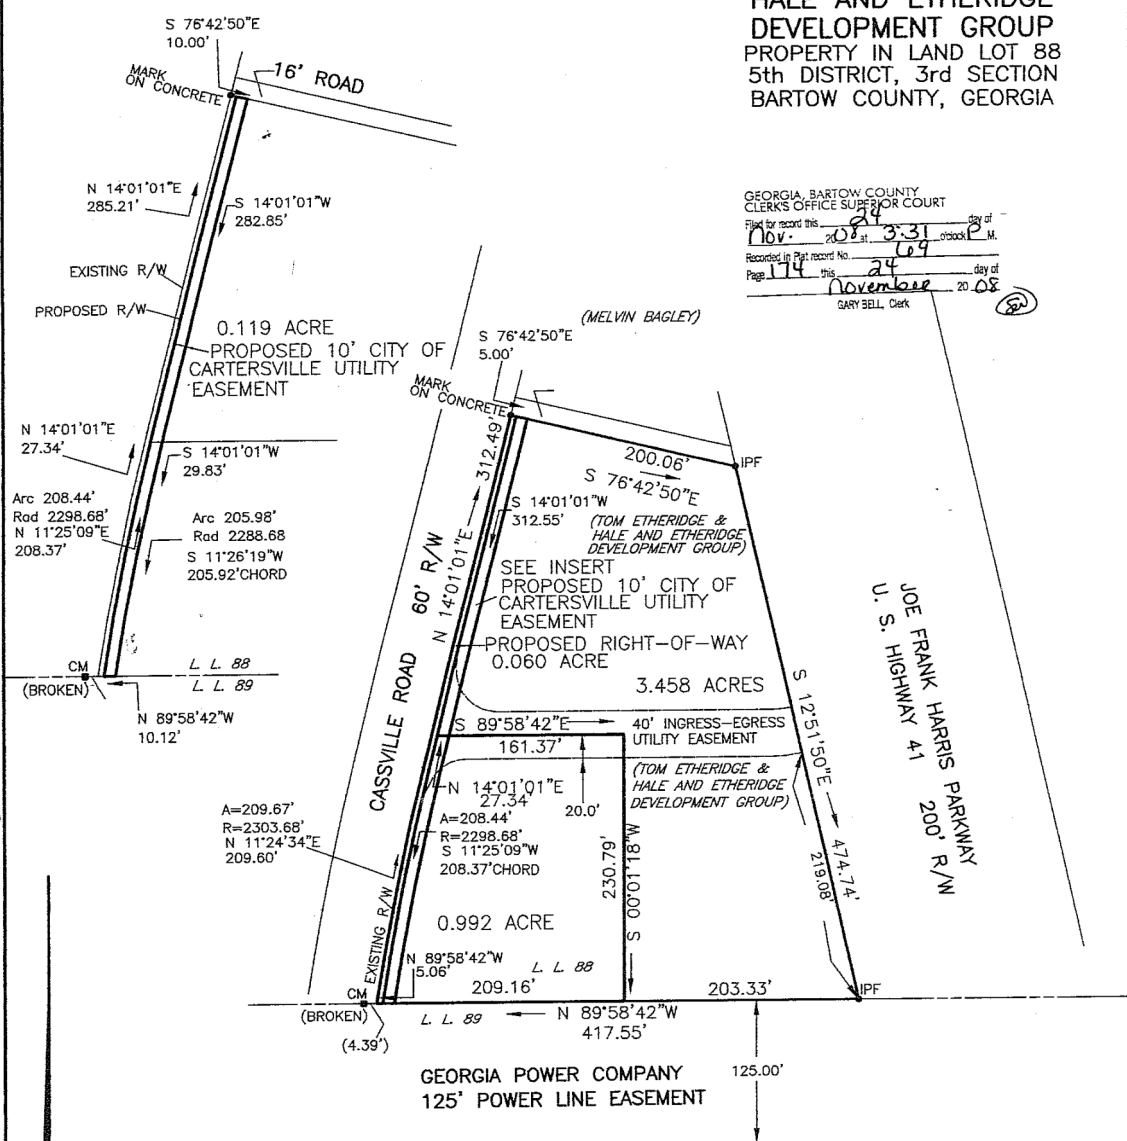 HALE AND ETHERIDGE
DEVELOPMENT GROUP
PROPERTY IN LAND LOT 88
5th DISTRICT, 3rd SECTION
BARTOW COUNTY, GEORGIA
GEORGIA, BARTOW COUNTY
CLERK'S OFFICE SUPERIOR COURT
Filed for record this 24 day of
Nov. 2008 at 3:31 o'clock P M.
Recorded in Plat record No. 69
Page 174 this 24 day of
November 20 08
GARY BELL, Clerk
S 76°42'50"E
10.00'
MARK
ON CONCRETE
16' ROAD
N 14°01'01"E
285.21'
S 14°01'01"W
282.85'
EXISTING R/W
PROPOSED R/W
0.119 ACRE
PROPOSED 10' CITY OF
CARTERSVILLE UTILITY
EASEMENT
N 14°01'01"E
27.34'
S 14°01'01"W
29.83'
Arc 208.44'
Rad 2298.68'
N 11°25'09"E
208.37'
Arc 205.98'
Rad 2288.68
S 11°26'19"W
205.92'CHORD
CM
(BROKEN)
L. L. 88
L. L. 89
N 89°58'42"W
10.12'
(MELVIN BAGLEY)
S 76°42'50"E
5.00'
MARK
ON CONCRETE
200.06'
S 76°42'50"E
IPF
CASSVILLE ROAD 60' R/W
N 14°01'01"E 312.49'
S 14°01'01"W
312.55'
(TOM ETHERIDGE &
HALE AND ETHERIDGE
DEVELOPMENT GROUP)
SEE INSERT
PROPOSED 10' CITY OF
CARTERSVILLE UTILITY
EASEMENT
PROPOSED RIGHT-OF-WAY
0.060 ACRE
3.458 ACRES
JOE FRANK HARRIS PARKWAY
U. S. HIGHWAY 41 200' R/W
S 12°51'50"E 474.74'
219.08'
S 89°58'42"E
161.37'
40' INGRESS-EGRESS
UTILITY EASEMENT
(TOM ETHERIDGE &
HALE AND ETHERIDGE
DEVELOPMENT GROUP)
N 14°01'01"E
27.34'
20.0'
A=209.67'
R=2303.68'
N 11°24'34"E
209.60'
A=208.44'
R=2298.68'
S 11°25'09"W
208.37'CHORD
230.79'
S 00°01'18"W
0.992 ACRE
EXISTING R/W
N 89°58'42"W
5.06'
L. L. 88
209.16'
203.33'
IPF
CM
(BROKEN)
(4.39')
L. L. 89
N 89°58'42"W
417.55'
GEORGIA POWER COMPANY
125' POWER LINE EASEMENT
125.00'